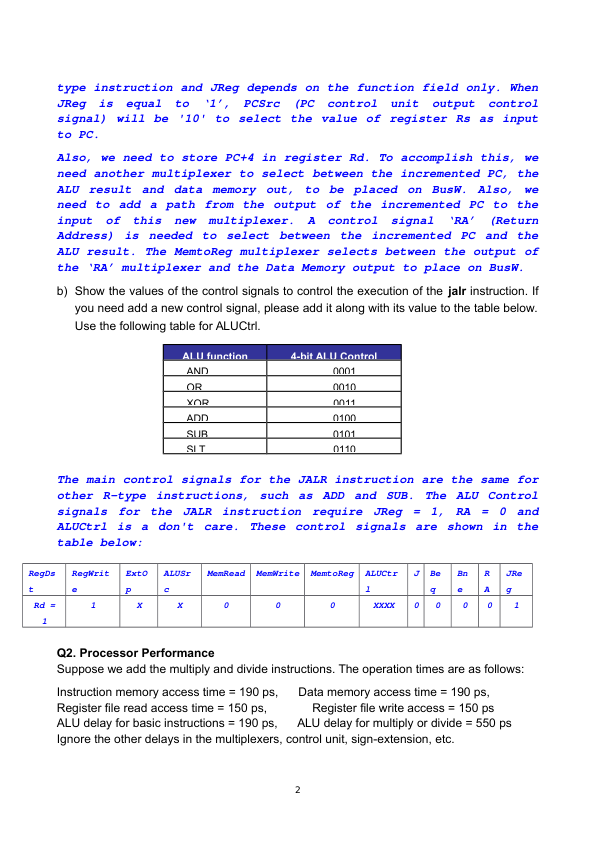 type instruction and JReg depends on the function field only. When
JReg is equal to ‘1’, PCSrc (PC control unit output control
signal) will be '10' to select the value of register Rs as input
to PC.
Also, we need to store PC+4 in register Rd. To accomplish this, we
need another multiplexer to select between the incremented PC, the
ALU result and data memory out, to be placed on BusW. Also, we
need to add a path from the output of the incremented PC to the
input of this new multiplexer. A control signal ‘RA’ (Return
Address) is needed to select between the incremented PC and the
ALU result. The MemtoReg multiplexer selects between the output of
the ‘RA’ multiplexer and the Data Memory output to place on BusW.
b) Show the values of the control signals to control the execution of the jalr instruction. If
you need add a new control signal, please add it along with its value to the table below.
Use the following table for ALUCtrl.
ALU function 4-bit ALU Control
AND 0001
OR 0010
XOR 0011
ADD 0100
SUB 0101
SLT 0110
The main control signals for the JALR instruction are the same for
other R-type instructions, such as ADD and SUB. The ALU Control
signals for the JALR instruction require JReg = 1, RA = 0 and
ALUCtrl is a don't care. These control signals are shown in the
table below:
RegDs RegWrit ExtO ALUSr MemRead MemWrite MemtoReg ALUCtr J Be Bn R JRe
t e p c l q e A g
Rd = 1 X X 0 0 0 XXXX 0 0 0 0 1
1
Q2. Processor Performance
Suppose we add the multiply and divide instructions. The operation times are as follows:
Instruction memory access time = 190 ps, Data memory access time = 190 ps,
Register file read access time = 150 ps, Register file write access = 150 ps
ALU delay for basic instructions = 190 ps, ALU delay for multiply or divide = 550 ps
Ignore the other delays in the multiplexers, control unit, sign-extension, etc.
2